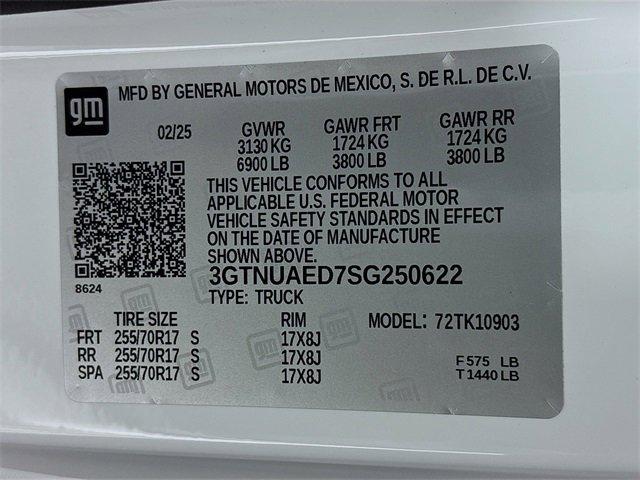 gm
MFD BY GENERAL MOTORS DE MEXICO, S. DE R.L. DE C.V.
02/25 GVWR GAWR FRT GAWR RR
3130 KG 1724 KG 1724 KG
6900 LB 3800 LB 3800 LB
THIS VEHICLE CONFORMS TO ALL
APPLICABLE U.S. FEDERAL MOTOR
VEHICLE SAFETY STANDARDS IN EFFECT
ON THE DATE OF MANUFACTURE
SHOWN ABOVE.
8624
3GTNUAED7SG250622
TYPE: TRUCK
TIRE SIZE RIM MODEL: 72TK10903
FRT 255/70R17 S 17X8J
RR 255/70R17 S 17X8J F 575 LB
SPA 255/70R17 S 17X8J T 1440 LB